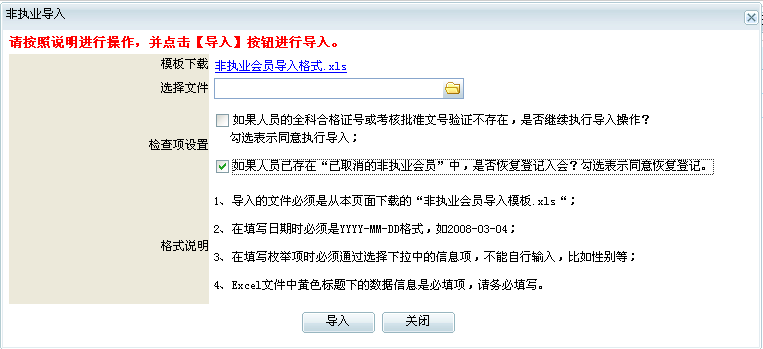 非执业导入
请按照说明进行操作，并点击【导入】按钮进行导入。
模板下载 非执业会员导入格式.xls
选择文件
检查项设置
如果人员的全科合格证号或考核批准文号验证不存在，是否继续执行导入操作？
勾选表示同意执行导入；
如果人员已存在“已取消的非执业会员”中，是否恢复登记入会？勾选表示同意恢复登记。
格式说明
1、导入的文件必须是从本页面下载的“非执业会员导入模板.xls“；
2、在填写日期时必须是YYYY-MM-DD格式，如2008-03-04；
3、在填写枚举项时必须通过选择下拉中的信息项，不能自行输入，比如性别等；
4、Excel文件中黄色标题下的数据信息是必填项，请务必填写。
导入 关闭